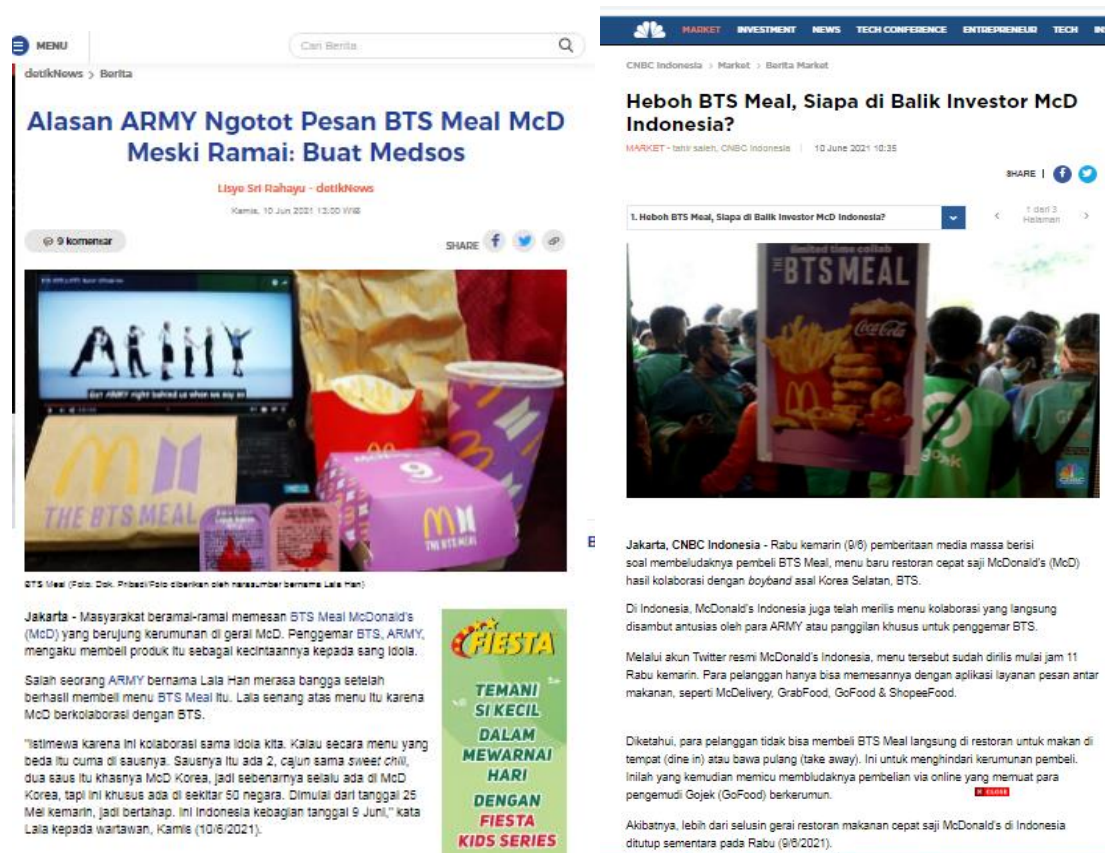 MENU
Cari Berita
detikNews > Berita
Alasan ARMY Ngotot Pesan BTS Meal McD
Meski Ramai: Buat Medsos
Lisye Sri Rahayu - detikNews
Kamis, 10 Jun 2021 13:00 WIB
9 komentar
SHARE
THE BTS MEAL
9
THE BTS MEAL
BTS Meal (Foto: Dok. Pribadi/Foto diberikan oleh narasumber bernama Lala Han)
Jakarta - Masyarakat beramai-ramai memesan BTS Meal McDonald's
(McD) yang berujung kerumunan di gerai McD. Penggemar BTS, ARMY,
mengaku membeli produk itu sebagai kecintaannya kepada sang idola.
Salah seorang ARMY bernama Lala Han merasa bangga setelah
berhasil membeli menu BTS Meal itu. Lala senang atas menu itu karena
McD berkolaborasi dengan BTS.
"Istimewa karena ini kolaborasi sama idola kita. Kalau secara menu yang
beda itu cuma di sausnya. Sausnya itu ada 2, cajun sama sweet chili,
dua saus itu khasnya McD Korea, jadi sebenarnya selalu ada di McD
Korea, tapi ini khusus ada di sekitar 50 negara. Dimulai dari tanggal 25
Mei kemarin, jadi bertahap. Ini Indonesia kebagian tanggal 9 Juni," kata
Lala kepada wartawan, Kamis (10/6/2021).
FIESTA
TEMANI
SI KECIL
DALAM
MEWARNAI
HARI
DENGAN
FIESTA
KIDS SERIES
B
MARKET INVESTMENT NEWS TECH CONFERENCE ENTREPRENEUR TECH
CNBC Indonesia > Market > Berita Market
Heboh BTS Meal, Siapa di Balik Investor McD
Indonesia?
MARKET - tahir saleh, CNBC Indonesia | 10 June 2021 10:35
SHARE |
1. Heboh BTS Meal, Siapa di Balik Investor McD Indonesia?
< 1 dari 3 >
Halaman
limited time collab
THE BTS MEAL
Coca-Cola
gojek
CNBC
Jakarta, CNBC Indonesia - Rabu kemarin (9/6) pemberitaan media massa berisi
soal membeludaknya pembeli BTS Meal, menu baru restoran cepat saji McDonald's (McD)
hasil kolaborasi dengan boyband asal Korea Selatan, BTS.
Di Indonesia, McDonald's Indonesia juga telah merilis menu kolaborasi yang langsung
disambut antusias oleh para ARMY atau panggilan khusus untuk penggemar BTS.
Melalui akun Twitter resmi McDonald's Indonesia, menu tersebut sudah dirilis mulai jam 11
Rabu kemarin. Para pelanggan hanya bisa memesannya dengan aplikasi layanan pesan antar
makanan, seperti McDelivery, GrabFood, GoFood & ShopeeFood.
Diketahui, para pelanggan tidak bisa membeli BTS Meal langsung di restoran untuk makan di
tempat (dine in) atau bawa pulang (take away). Ini untuk menghindari kerumunan pembeli.
Inilah yang kemudian memicu membludaknya pembelian via online yang memuat para
pengemudi Gojek (GoFood) berkerumun.
X CLOSE
Akibatnya, lebih dari selusin gerai restoran makanan cepat saji McDonald's di Indonesia
ditutup sementara pada Rabu (9/6/2021).